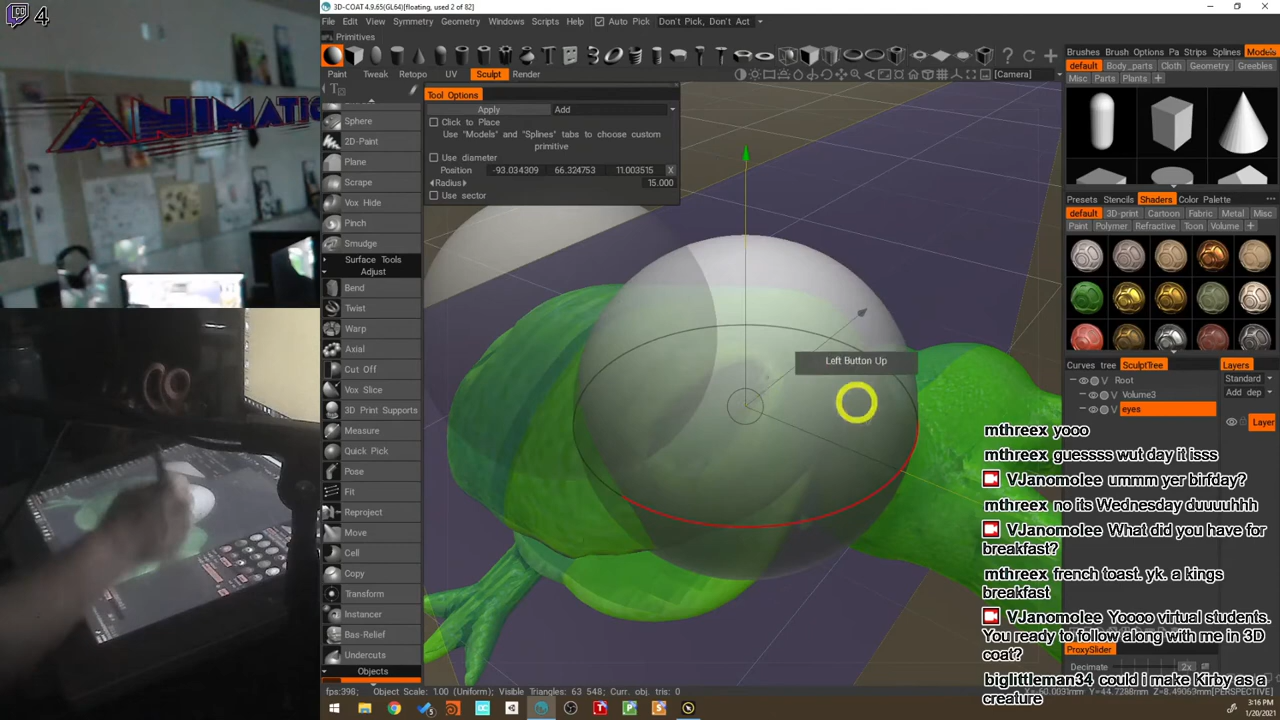 4
3D-COAT 4.9.65(GL64)[floating, used 2 of 82]
File Edit View Symmetry Geometry Windows Scripts Help Auto Pick Don't Pick, Don't Act
Primitives
Paint Tweak Retopo UV Sculpt Render
[Camera]
Tool Options
Apply Add
Click to Place
Use "Models" and "Splines" tabs to choose custom
primitive
Use diameter
Position -93.034309 66.324753 11.003515 X
Radius 15.000
Use sector
Sphere
2D-Paint
Plane
Scrape
Vox Hide
Pinch
Smudge
Surface Tools
Adjust
Bend
Twist
Warp
Axial
Cut Off
Vox Slice
3D Print Supports
Measure
Quick Pick
Pose
Fit
Reproject
Move
Cell
Copy
Transform
Instancer
Bas-Relief
Undercuts
Objects
Left Button Up
Brushes Brush Options Pa Strips Splines Models
default Body_parts Cloth Geometry Greebles
Misc Parts Plants
Presets Stencils Shaders Color Palette
default 3D-print Cartoon Fabric Metal Misc
Paint Polymer Refractive Toon Volume
Curves tree SculptTree Layers
Root
Volume3
eyes
Standard
Add dep
Layer
mthreex yooo
mthreex guessss wut day it isss
VJanomolee ummm yer birfday?
mthreex no its Wednesday duuuuhhh
VJanomolee What did you have for
breakfast?
mthreex french toast. yk. a kings
breakfast
VJanomolee Yoooo virtual students.
You ready to follow along with me in 3D
coat?
biglittleman34 could i make Kirby as a
creature
ProxySlider
Decimate 2x
fps:398; Object Scale: 1.00 (Uniform); Visible Triangles: 63 548; Curr. obj. tris: 0
[PERSPECTIVE]
3:16 PM
1/20/2021